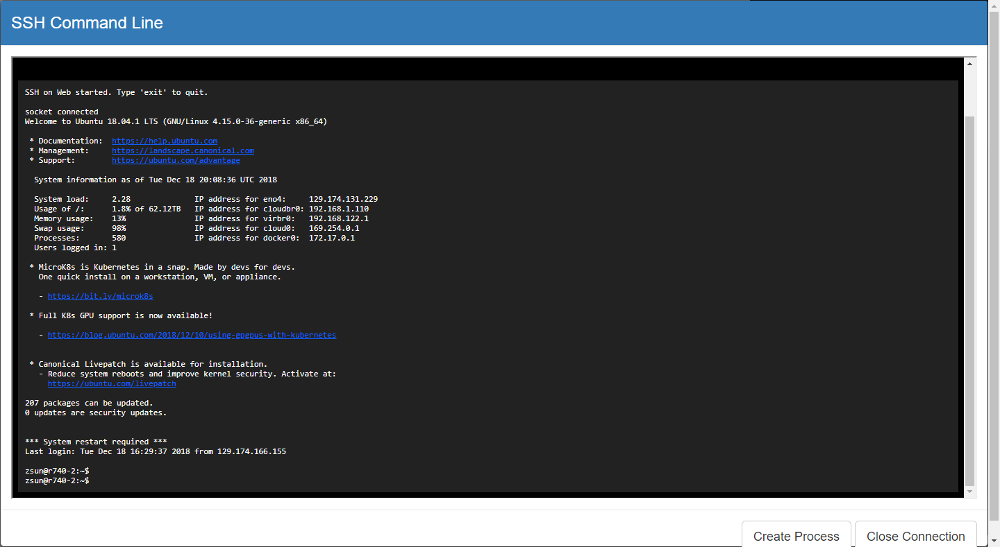 SSH Command Line
SSH on Web started. Type 'exit' to quit.
socket connected
Welcome to Ubuntu 18.04.1 LTS (GNU/Linux 4.15.0-36-generic x86_64)
* Documentation:  https://help.ubuntu.com
* Management:     https://landscape.canonical.com
* Support:        https://ubuntu.com/advantage
System information as of Tue Dec 18 20:08:36 UTC 2018
System load:    2.28              IP address for eno4:     129.174.131.229
Usage of /:     1.8% of 62.12TB   IP address for cloudbr0: 192.168.1.110
Memory usage:   13%               IP address for virbr0:   192.168.122.1
Swap usage:     98%               IP address for cloud0:   169.254.0.1
Processes:      580               IP address for docker0:  172.17.0.1
Users logged in: 1
* MicroK8s is Kubernetes in a snap. Made by devs for devs.
One quick install on a workstation, VM, or appliance.
- https://bit.ly/microk8s
* Full K8s GPU support is now available!
- https://blog.ubuntu.com/2018/12/10/using-gpgpus-with-kubernetes
* Canonical Livepatch is available for installation.
- Reduce system reboots and improve kernel security. Activate at:
https://ubuntu.com/livepatch
207 packages can be updated.
0 updates are security updates.
*** System restart required ***
Last login: Tue Dec 18 16:29:37 2018 from 129.174.166.155
zsun@r740-2:~$
zsun@r740-2:~$
Create Process
Close Connection